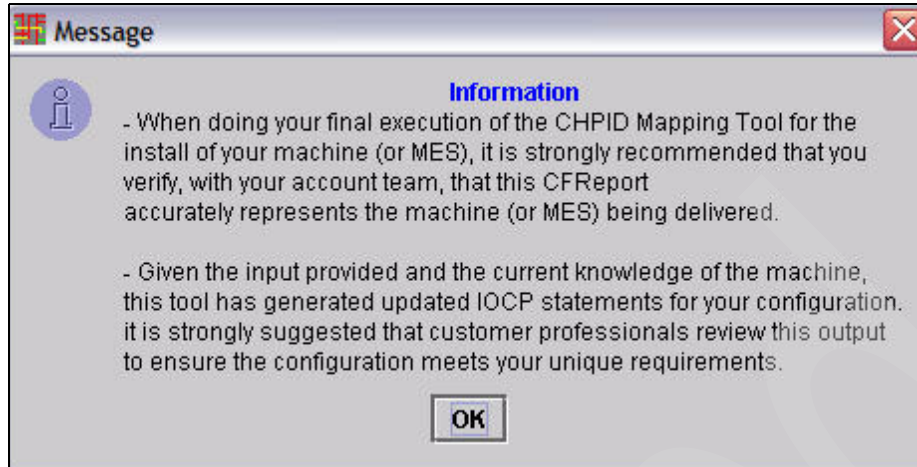 Message
Information
- When doing your final execution of the CHPID Mapping Tool for the
install of your machine (or MES), it is strongly recommended that you
verify, with your account team, that this CFReport
accurately represents the machine (or MES) being delivered.
- Given the input provided and the current knowledge of the machine,
this tool has generated updated IOCP statements for your configuration.
it is strongly suggested that customer professionals review this output
to ensure the configuration meets your unique requirements.
OK